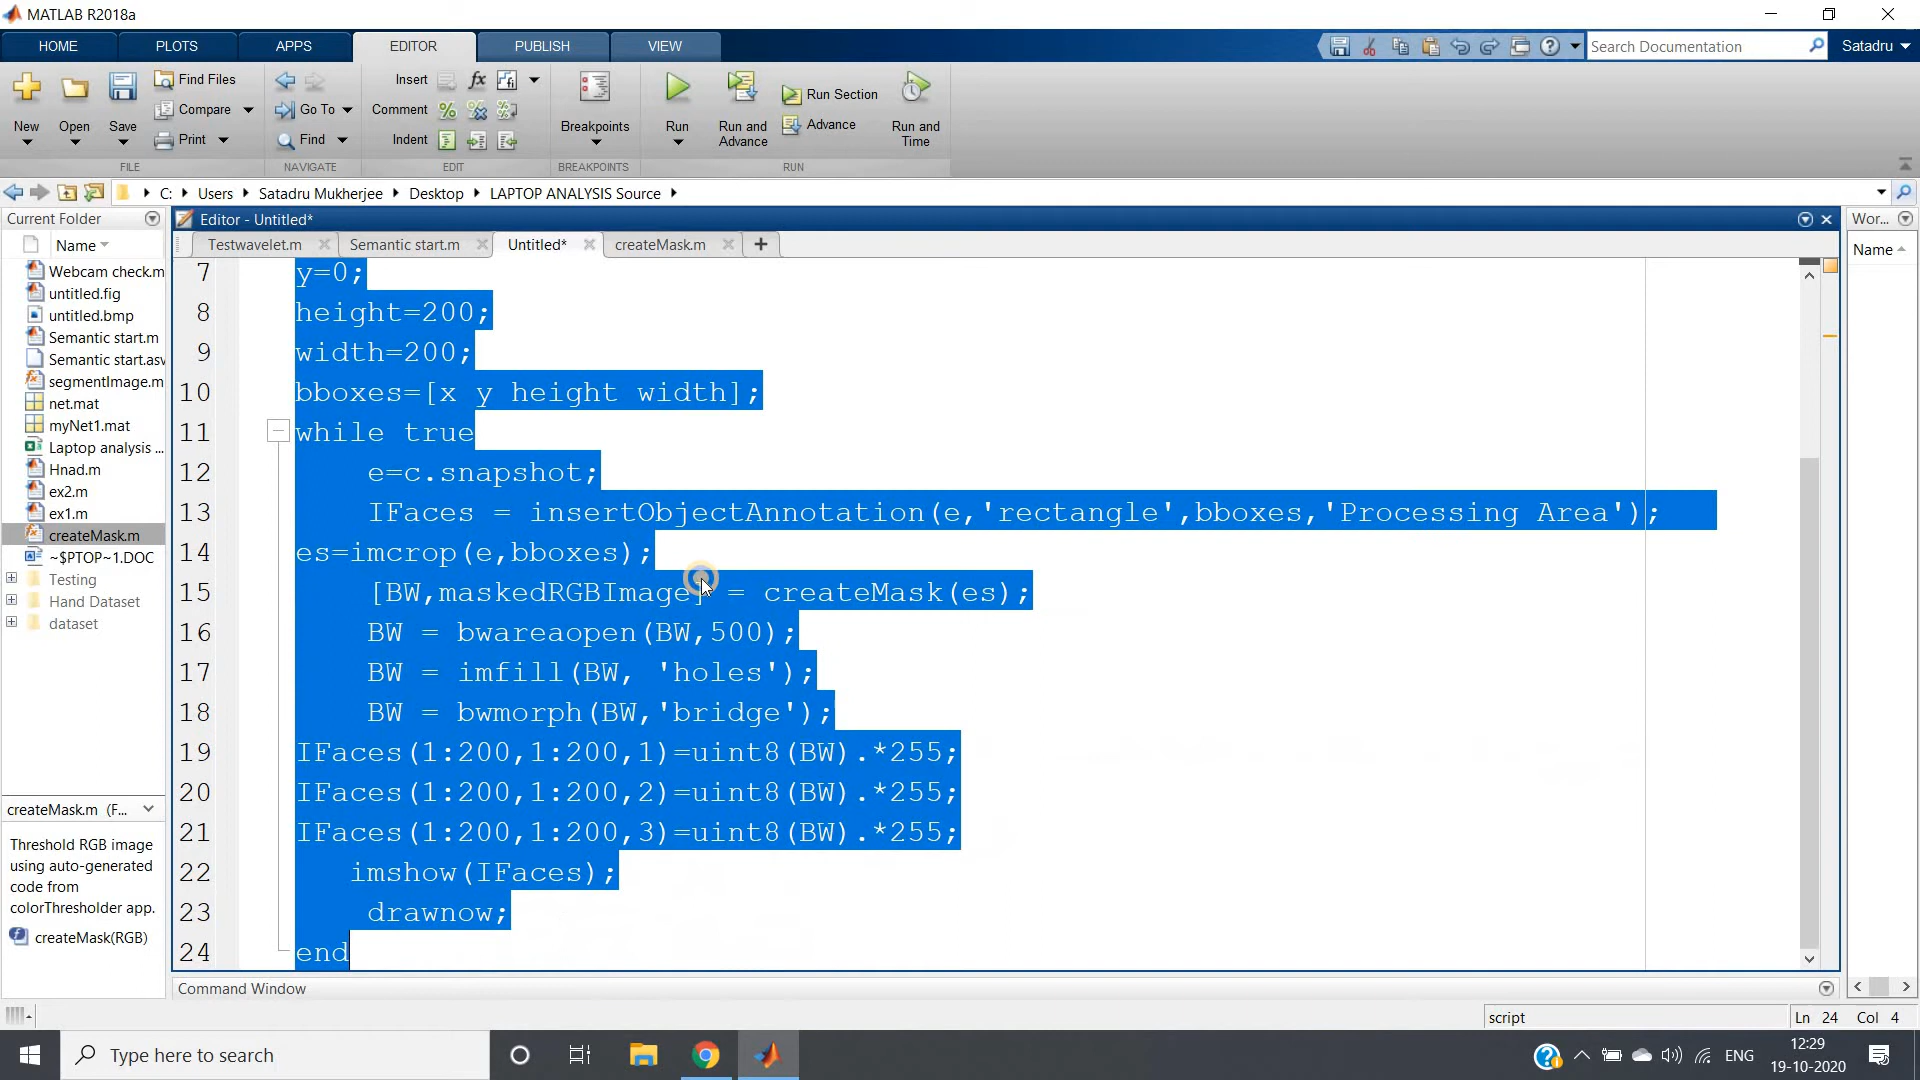 MATLAB R2018a
HOME PLOTS APPS EDITOR PUBLISH VIEW Search Documentation Satadru
New Open Save Find Files Compare Print Go To Find Insert fx Comment Indent Breakpoints Run Run and Advance Run Section Advance Run and Time
FILE NAVIGATE EDIT BREAKPOINTS RUN
C: Users Satadru Mukherjee Desktop LAPTOP ANALYSIS Source
Current Folder
Name
Webcam check.m
untitled.fig
untitled.bmp
Semantic start.m
Semantic start.asv
segmentImage.m
net.mat
myNet1.mat
Laptop analysis ...
Hnad.m
ex2.m
ex1.m
createMask.m
~$PTOP~1.DOC
Testing
Hand Dataset
dataset
createMask.m (F...
Threshold RGB image
using auto-generated
code from
colorThresholder app.
createMask(RGB)
Editor - Untitled*
Testwavelet.m Semantic start.m Untitled* createMask.m
7 y=0;
8 height=200;
9 width=200;
10 bboxes=[x y height width];
11 while true
12 e=c.snapshot;
13 IFaces = insertObjectAnnotation(e,'rectangle',bboxes,'Processing Area');
14 es=imcrop(e,bboxes);
15 [BW,maskedRGBImage] = createMask(es);
16 BW = bwareaopen(BW,500);
17 BW = imfill(BW, 'holes');
18 BW = bwmorph(BW,'bridge');
19 IFaces(1:200,1:200,1)=uint8(BW).*255;
20 IFaces(1:200,1:200,2)=uint8(BW).*255;
21 IFaces(1:200,1:200,3)=uint8(BW).*255;
22 imshow(IFaces);
23 drawnow;
24 end
Command Window
Wor...
Name
script Ln 24 Col 4
Type here to search
ENG
12:29
19-10-2020